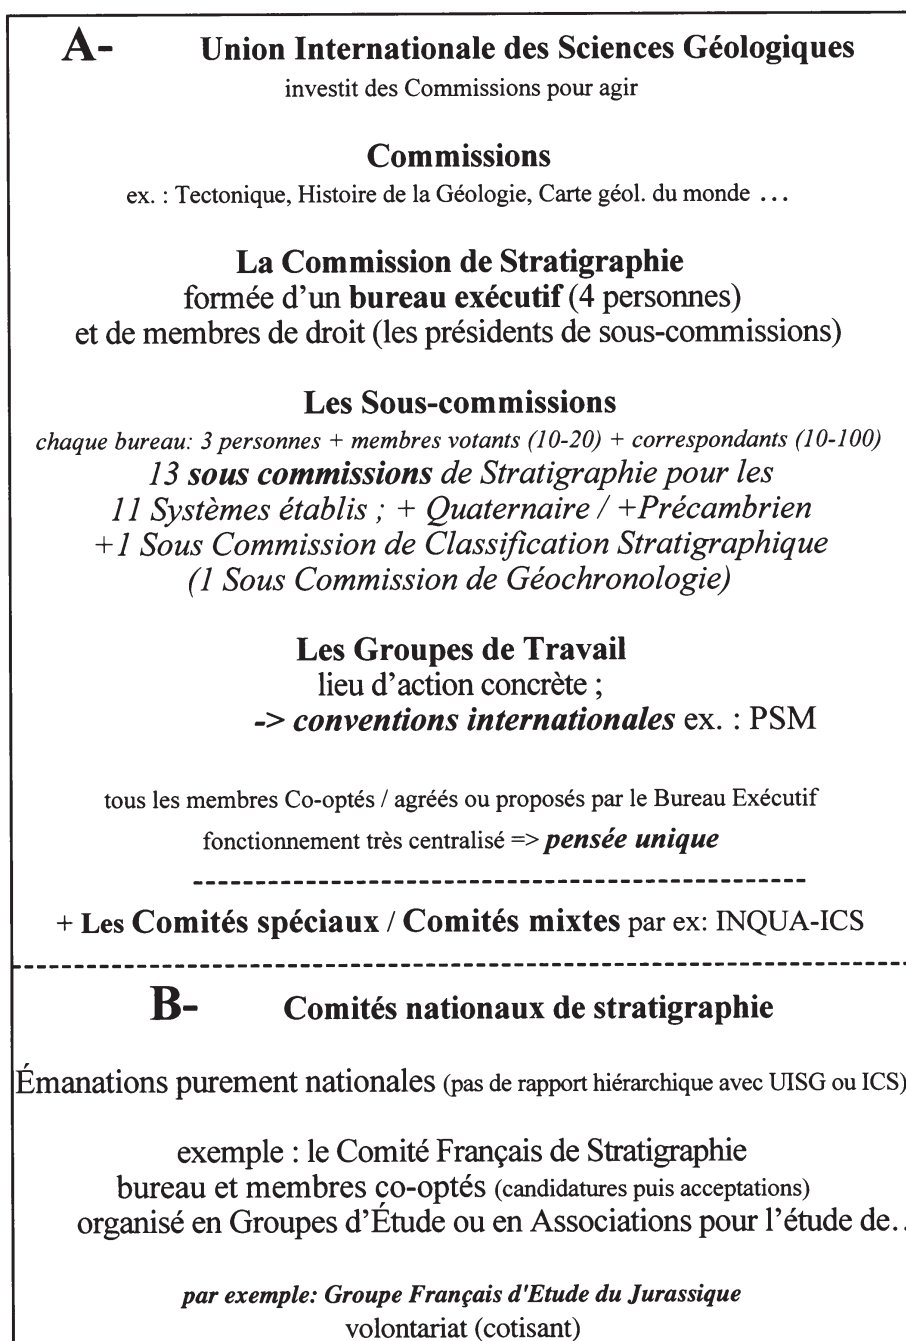 A- Union Internationale des Sciences Géologiques
investit des Commissions pour agir
Commissions
ex. : Tectonique, Histoire de la Géologie, Carte géol. du monde …
La Commission de Stratigraphie
formée d’un bureau exécutif (4 personnes)
et de membres de droit (les présidents de sous-commissions)
Les Sous-commissions
chaque bureau: 3 personnes + membres votants (10-20) + correspondants (10-100)
13 sous commissions de Stratigraphie pour les
11 Systèmes établis ; + Quaternaire / +Précambrien
+1 Sous Commission de Classification Stratigraphique
(1 Sous Commission de Géochronologie)
Les Groupes de Travail
lieu d’action concrète ;
-> conventions internationales ex. : PSM
tous les membres Co-optés / agréés ou proposés par le Bureau Exécutif
fonctionnement très centralisé => pensée unique
+ Les Comités spéciaux / Comités mixtes par ex: INQUA-ICS
B- Comités nationaux de stratigraphie
Émanations purement nationales (pas de rapport hiérarchique avec UISG ou ICS)
exemple : le Comité Français de Stratigraphie
bureau et membres co-optés (candidatures puis acceptations)
organisé en Groupes d’Étude ou en Associations pour l’étude de..
par exemple: Groupe Français d'Etude du Jurassique
volontariat (cotisant)